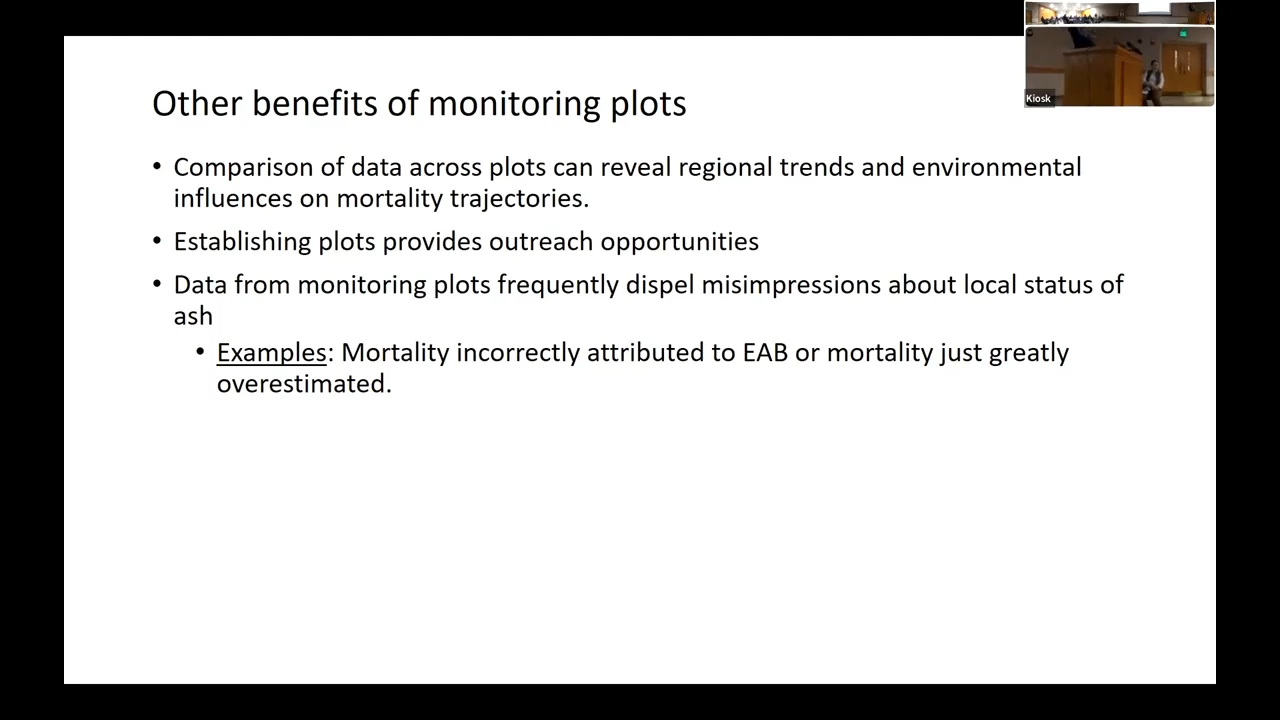 Other benefits of monitoring plots
• Comparison of data across plots can reveal regional trends and environmental
influences on mortality trajectories.
• Establishing plots provides outreach opportunities
• Data from monitoring plots frequently dispel misimpressions about local status of
ash
• Examples: Mortality incorrectly attributed to EAB or mortality just greatly
overestimated.
Kiosk